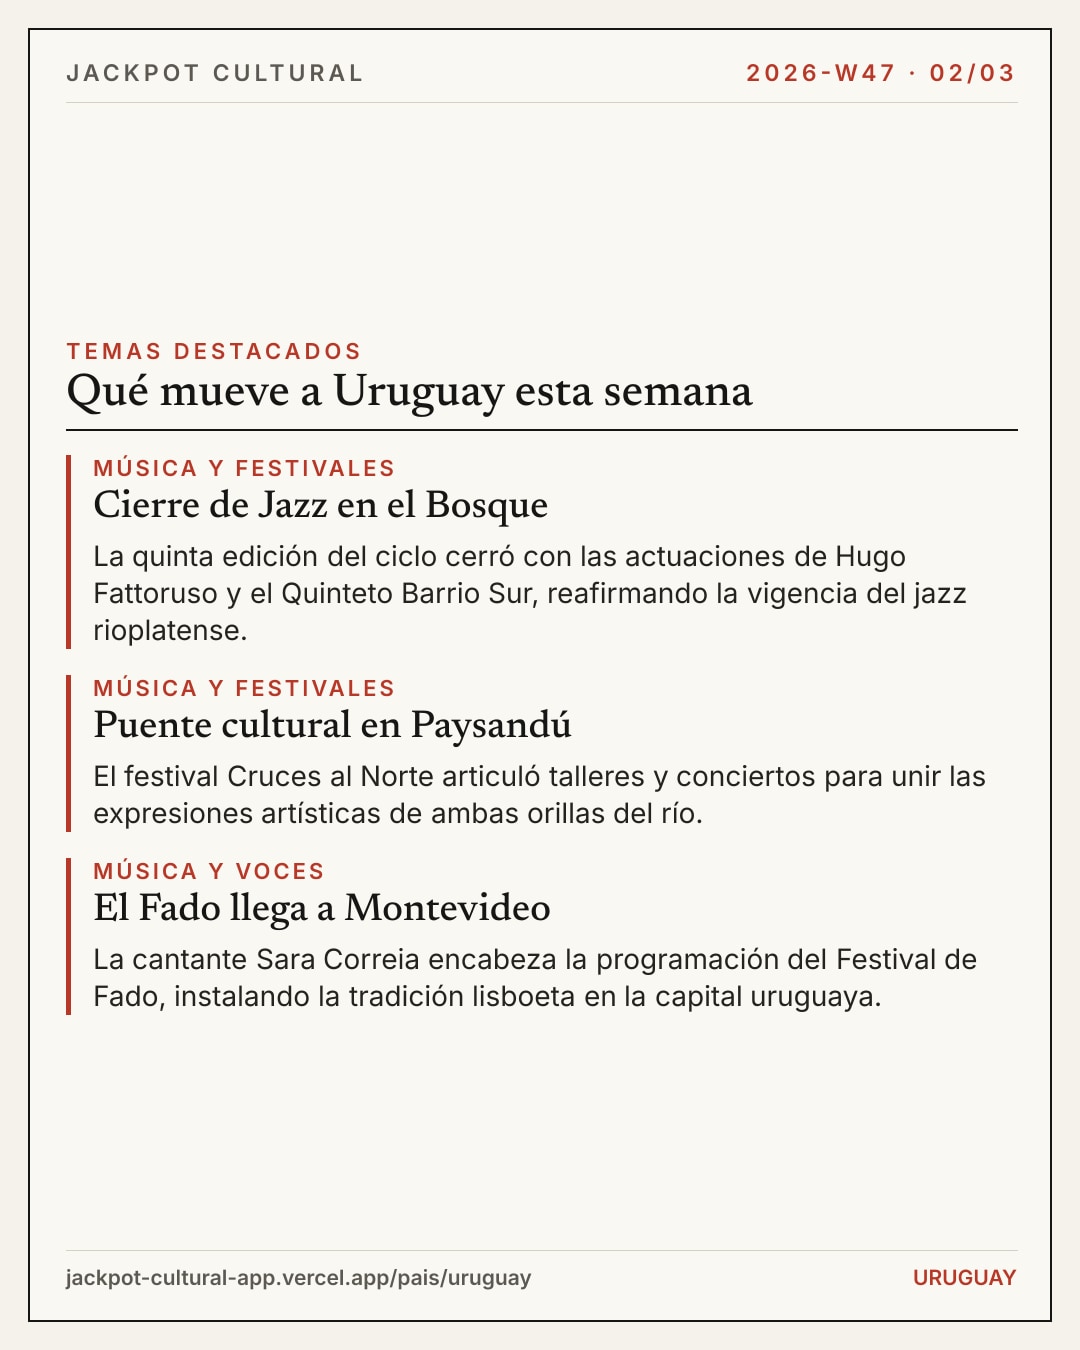 JACKPOT CULTURAL
2026-W47 · 02/03
TEMAS DESTACADOS
Qué mueve a Uruguay esta semana
MÚSICA Y FESTIVALES
Cierre de Jazz en el Bosque
La quinta edición del ciclo cerró con las actuaciones de Hugo
Fattoruso y el Quinteto Barrio Sur, reafirmando la vigencia del jazz
rioplatense.
MÚSICA Y FESTIVALES
Puente cultural en Paysandú
El festival Cruces al Norte articuló talleres y conciertos para unir las
expresiones artísticas de ambas orillas del río.
MÚSICA Y VOCES
El Fado llega a Montevideo
La cantante Sara Correia encabeza la programación del Festival de
Fado, instalando la tradición lisboeta en la capital uruguaya.
jackpot-cultural-app.vercel.app/pais/uruguay
URUGUAY